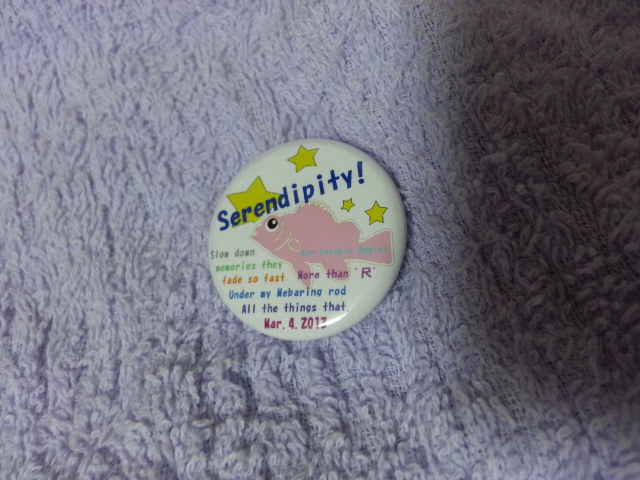 Serendipity!
Slow down
memories they
fade so fast More than "R"
Under my Mebaring rod
All the things that
Mar. 4. 2013